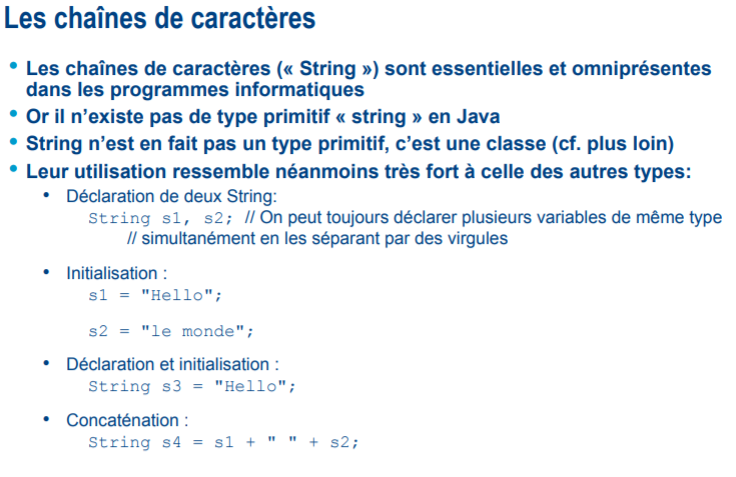 Les chaînes de caractères
• Les chaînes de caractères (« String ») sont essentielles et omniprésentes
dans les programmes informatiques
• Or il n’existe pas de type primitif « string » en Java
• String n’est en fait pas un type primitif, c’est une classe (cf. plus loin)
• Leur utilisation ressemble néanmoins très fort à celle des autres types:
• Déclaration de deux String:
String s1, s2; // On peut toujours déclarer plusieurs variables de même type
// simultanément en les séparant par des virgules
• Initialisation :
s1 = "Hello";
s2 = "le monde";
• Déclaration et initialisation :
String s3 = "Hello";
• Concaténation :
String s4 = s1 + " " + s2;